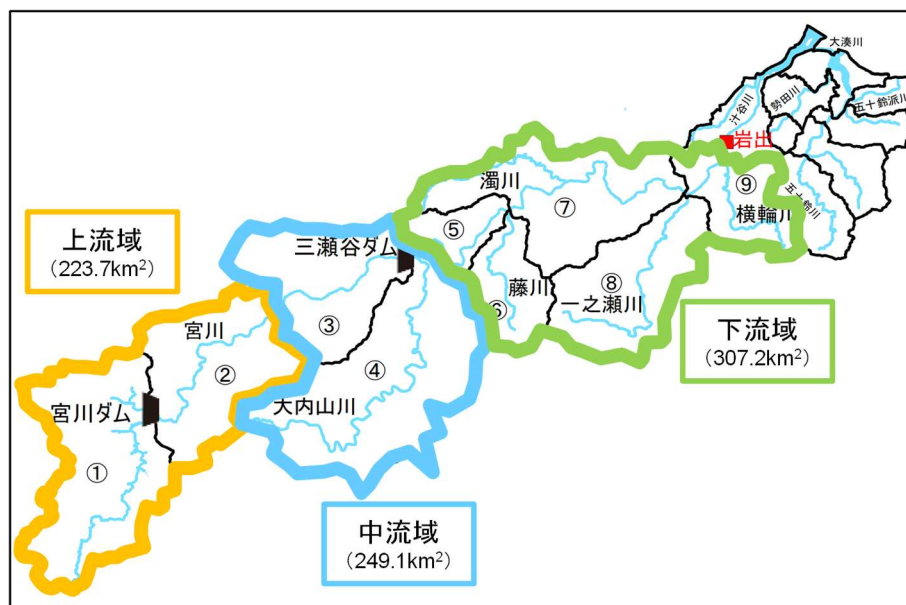 大湊川
汁谷川
勢田川
五十鈴派川
岩出
⑨
横輪川
五十鈴川
濁川
⑦
⑤
上流域
（223.7km²）
三瀬谷ダム
藤川
⑧
⑥
一之瀬川
宮川
③
下流域
（307.2km²）
②
④
宮川ダム
大内山川
①
中流域
（249.1km²）